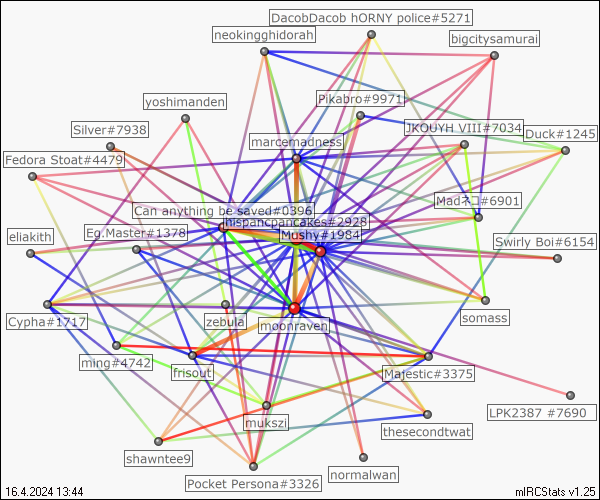 DacobDacob hORNY police#5271
neokingghidorah
bigcitysamurai
Pikabro#9971
yoshimanden
JKOUYH VIII#7034
Silver#7938
Duck#1245
marcemadness
Fedora Stoat#4479
Madネコ#6901
Can anything be saved#0396
hispancpancakes#2928
Eg.Master#1378
Mushy#1984
eliakith
Swirly Boi#6154
Cypha#1717
zebula
moonraven
somass
ming#4742
frisout
Majestic#3375
LPK2387 #7690
mukszi
thesecondtwat
shawntee9
normalwan
Pocket Persona#3326
16.4.2024 13:44
mIRCStats v1.25